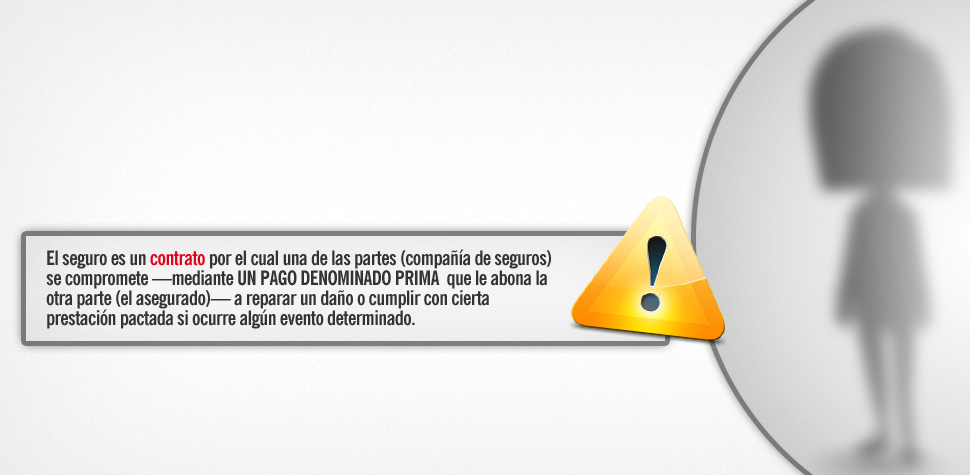 El seguro es un contrato por el cual una de las partes (compañía de seguros)
se compromete —mediante UN PAGO DENOMINADO PRIMA que le abona la
otra parte (el asegurado)— a reparar un daño o cumplir con cierta
prestación pactada si ocurre algún evento determinado.